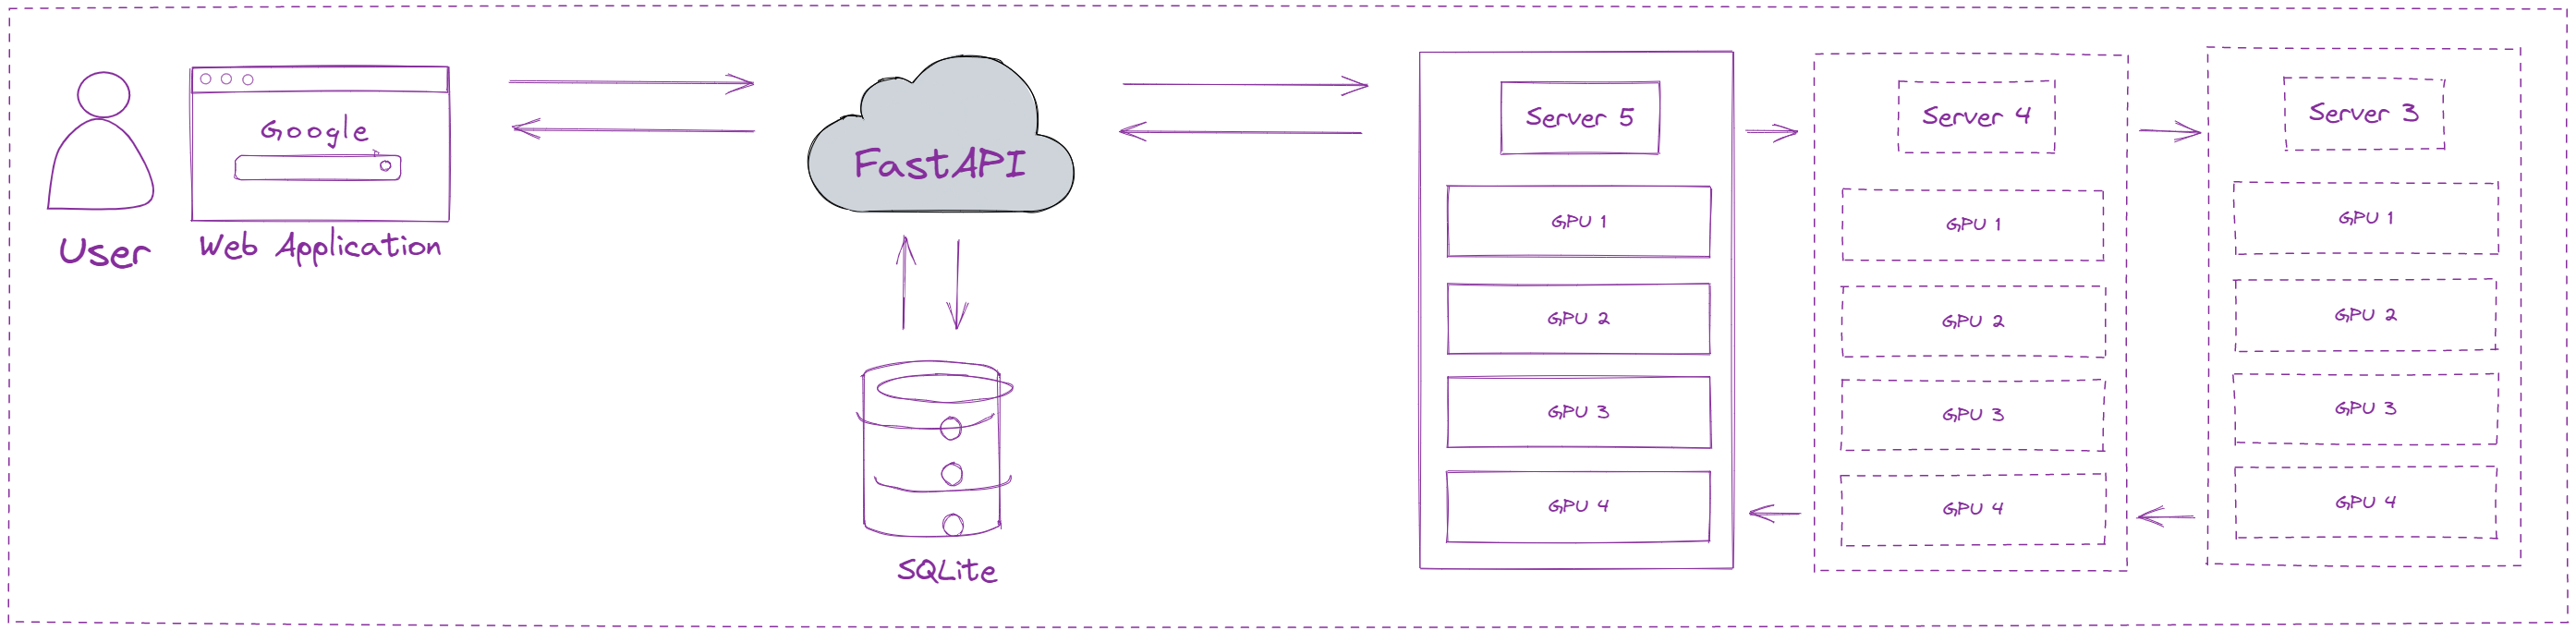 User
Google
Web Application
FastAPI
SQLite
Server 5
GPU 1
GPU 2
GPU 3
GPU 4
Server 4
GPU 1
GPU 2
GPU 3
GPU 4
Server 3
GPU 1
GPU 2
GPU 3
GPU 4